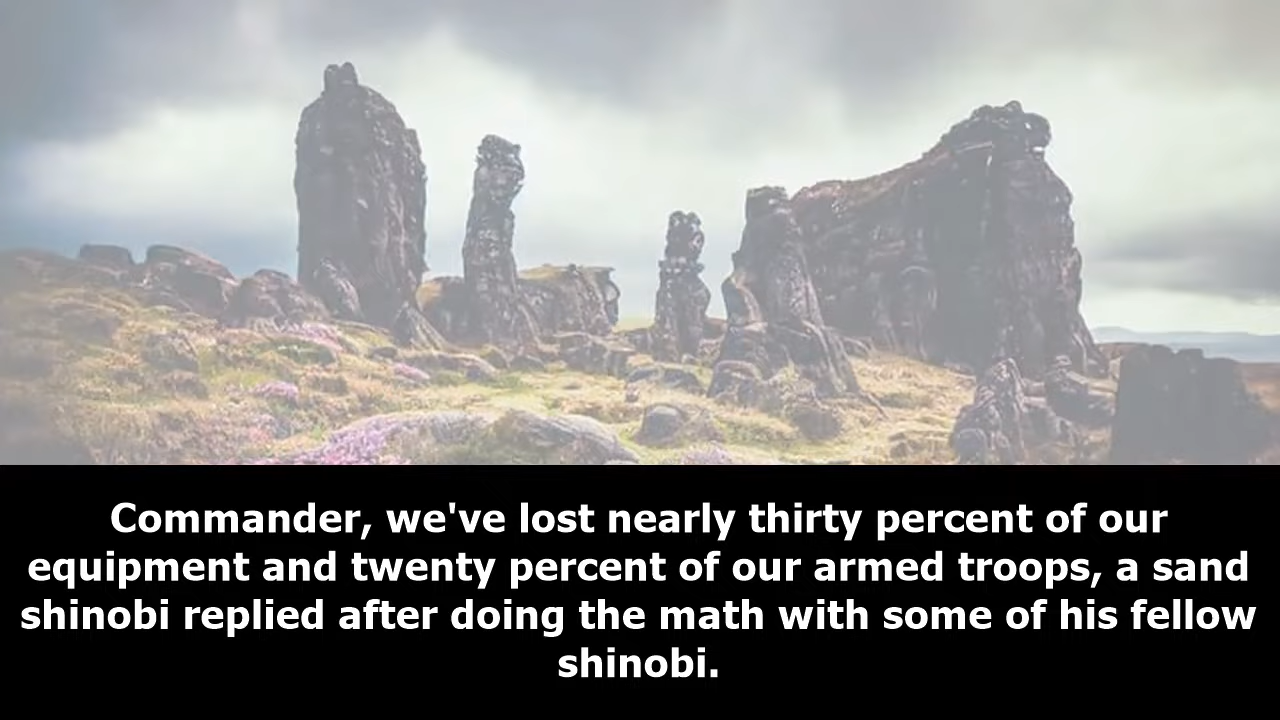 Commander, we've lost nearly thirty percent of our
equipment and twenty percent of our armed troops, a sand
shinobi replied after doing the math with some of his fellow
shinobi.